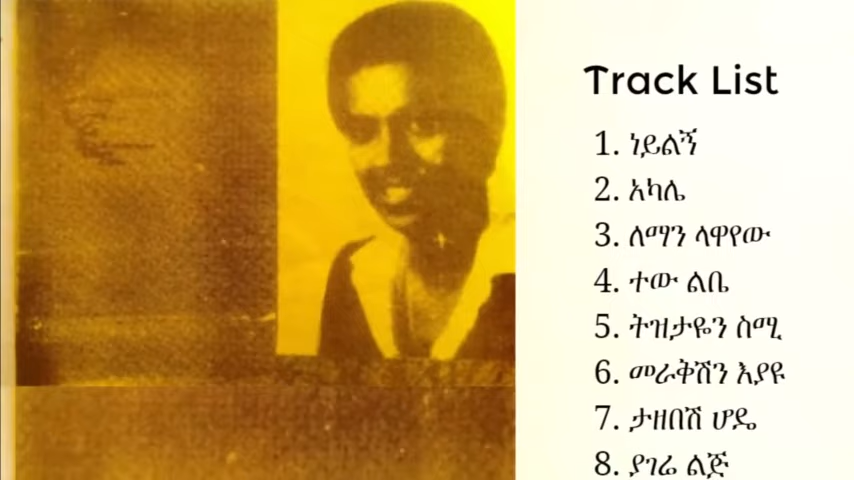 Track List
1. ነይልኝ
2. አካሌ
3. ለማን ላዋየው
4. ተው ልቤ
5. ትዝታዬን ስሚ
6. መራቅሽን እያዩ
7. ታዘበሽ ሆዴ
8. ያገሬ ልጅ